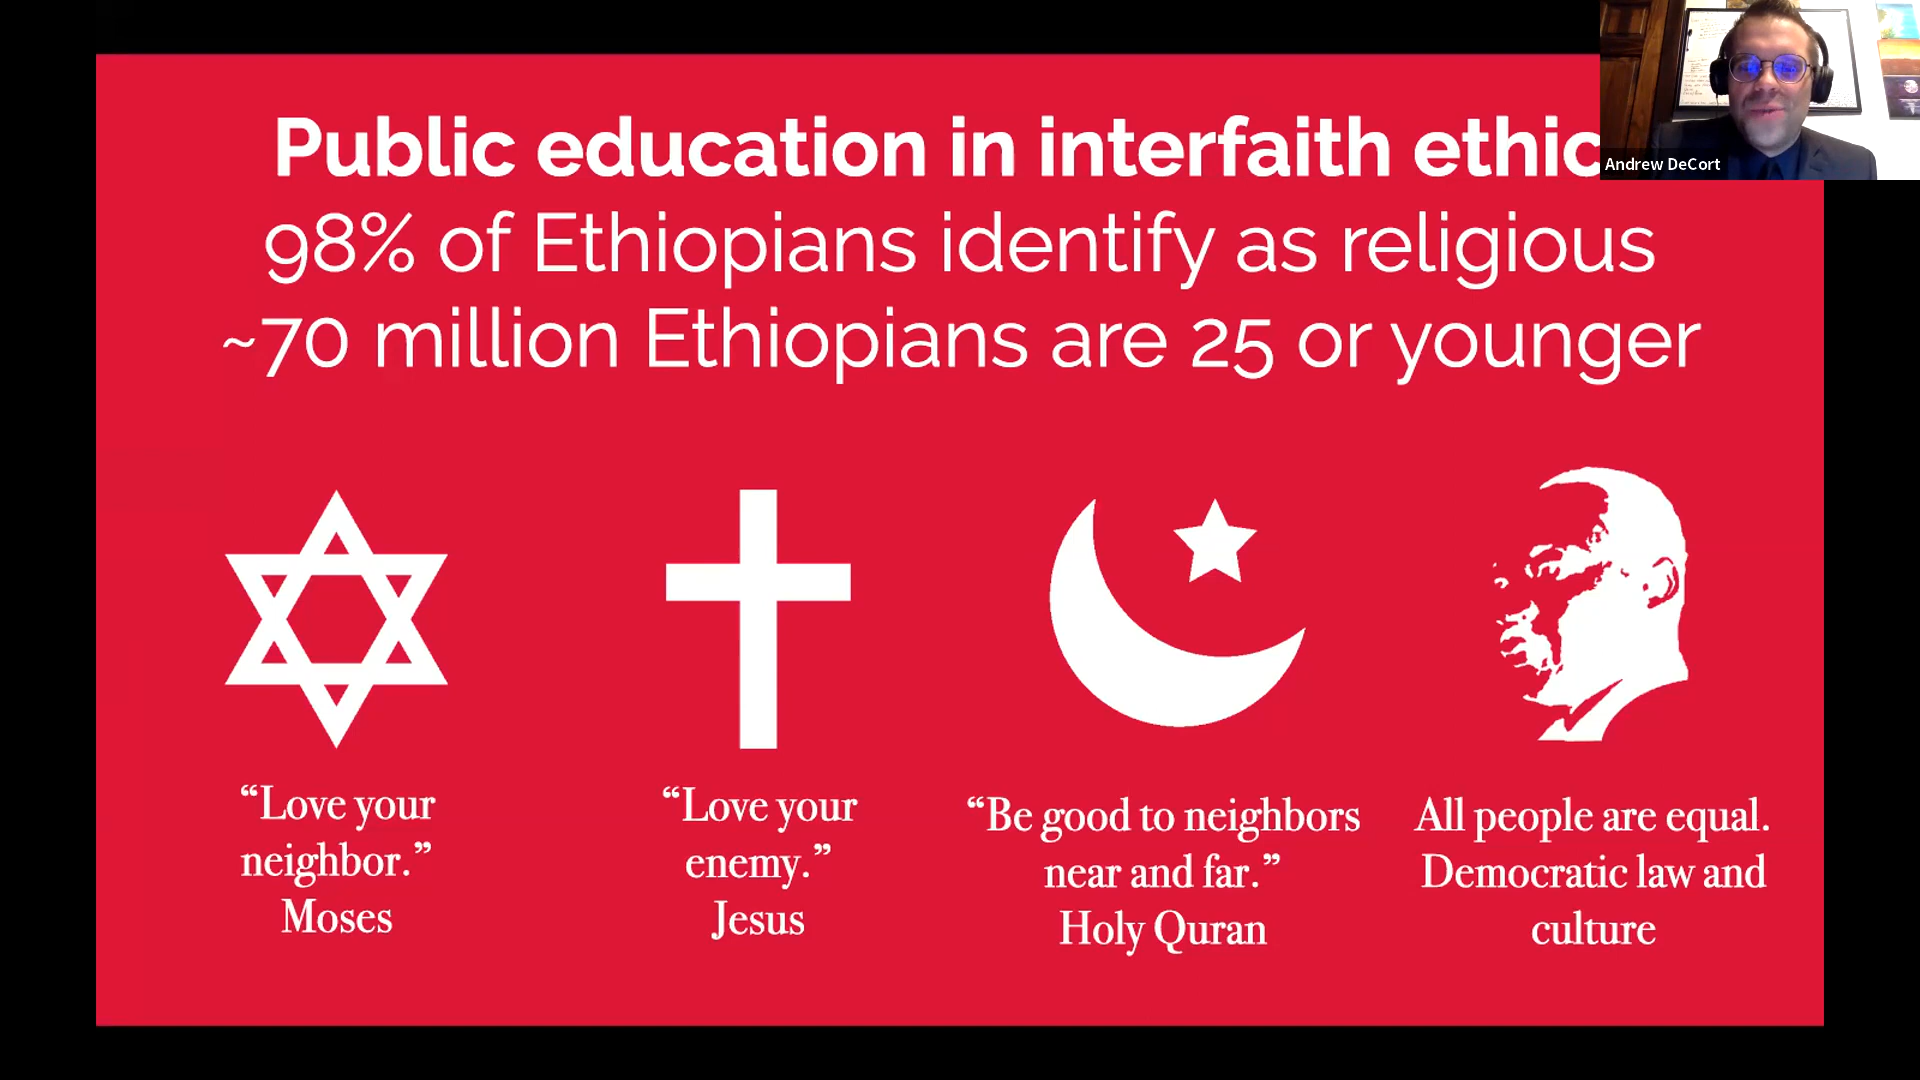 Public education in interfaith ethic
98% of Ethiopians identify as religious
~70 million Ethiopians are 25 or younger
Andrew DeCort
“Love your
neighbor.”
Moses
“Love your
enemy.”
Jesus
“Be good to neighbors
near and far.”
Holy Quran
All people are equal.
Democratic law and
culture